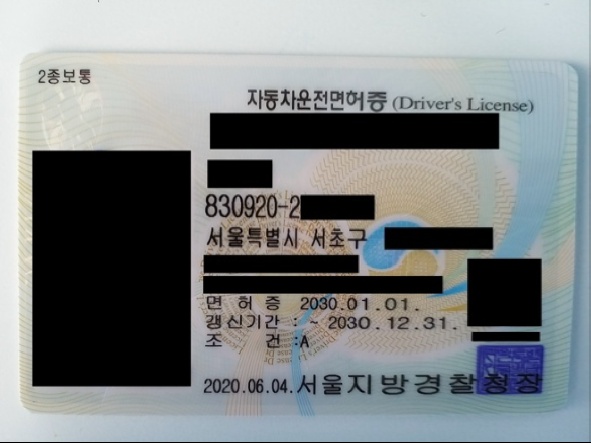 2종보통
자동차운전면허증 (Driver's License)
830920-2
서울특별시 서초구
면 허 증 2030.01.01.
갱신기간 : ~ 2030.12.31.
조 건 :A
2020.06.04. 서울지방경찰청장